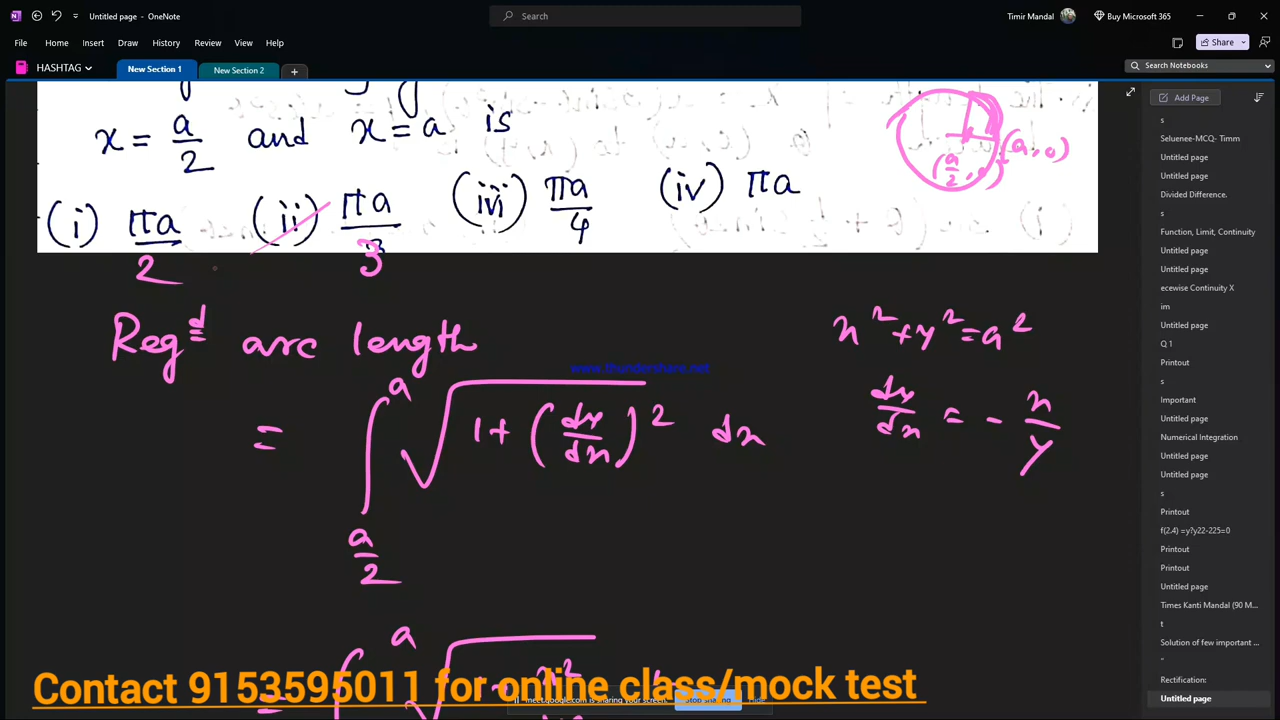 Untitled page - OneNote
Search
Timir Mandal
Buy Microsoft 365
File Home Insert Draw History Review View Help
Share
HASHTAG
New Section 1
New Section 2
Search Notebooks
Add Page
x = a/2 and x = a is
(a, 0)
(i) πa/2 (ii) πa/3 (iii) πa/4 (iv) πa
Reqd arc length
x² + y² = a²
www.thundershare.net
= ∫_{a/2}^{a} √(1 + (dy/dx)²) dx
dy/dx = - x/y
Contact 9153595011 for online class/mock test
s
Seluenee-MCQ- Timm
Untitled page
Untitled page
Divided Difference.
s
Function, Limit, Continuity
Untitled page
Untitled page
ecewise Continuity X
im
Untitled page
Q 1
Printout
s
Important
Untitled page
Numerical Integration
Untitled page
Untitled page
s
Printout
f(2.4) =y?y22-225=0
Printout
Printout
Untitled page
Times Kanti Mandal (90 M...
t
Solution of few important ...
"
Rectification:
Untitled page